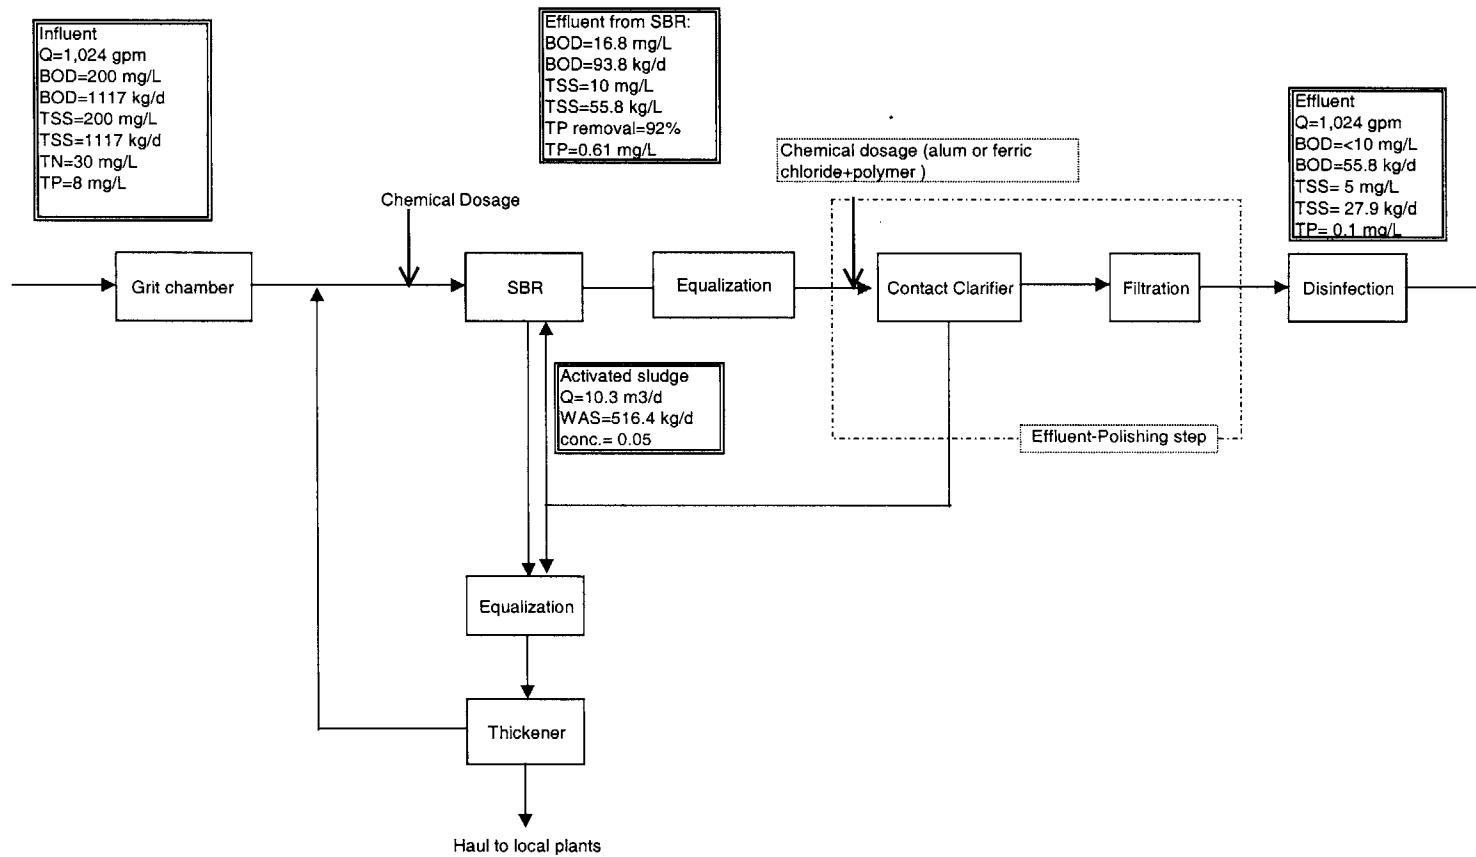 Influent
Q=1,024 gpm
BOD=200 mg/L
BOD=1117 kg/d
TSS=200 mg/L
TSS=1117 kg/d
TN=30 mg/L
TP=8 mg/L
Effluent from SBR:
BOD=16.8 mg/L
BOD=93.8 kg/d
TSS=10 mg/L
TSS=55.8 kg/L
TP removal=92%
TP=0.61 mg/L
Chemical dosage (alum or ferric
chloride+polymer )
Effluent
Q=1,024 gpm
BOD=<10 mg/L
BOD=55.8 kg/d
TSS= 5 mg/L
TSS= 27.9 kg/d
TP= 0.1 mg/L
Chemical Dosage
Grit chamber
SBR
Equalization
Contact Clarifier
Filtration
Disinfection
Activated sludge
Q=10.3 m3/d
WAS=516.4 kg/d
conc.= 0.05
Effluent-Polishing step
Equalization
Thickener
Haul to local plants